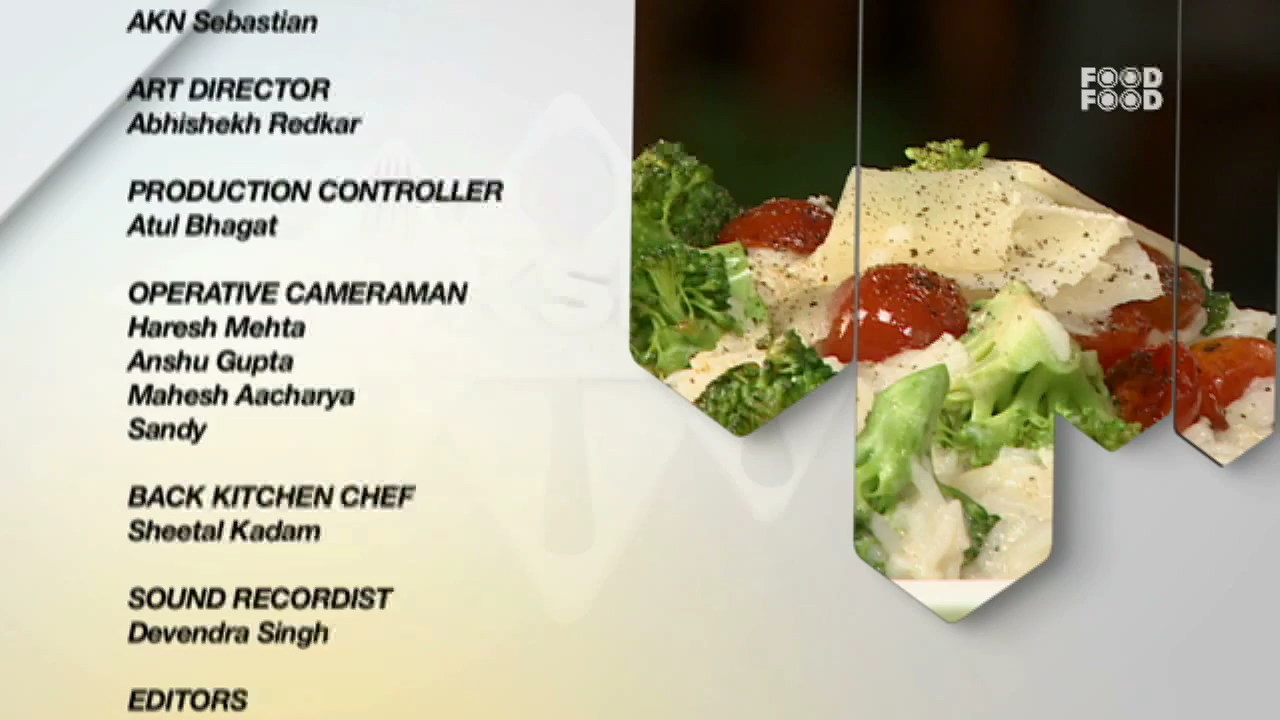 AKN Sebastian
ART DIRECTOR
Abhishekh Redkar
PRODUCTION CONTROLLER
Atul Bhagat
OPERATIVE CAMERAMAN
Haresh Mehta
Anshu Gupta
Mahesh Aacharya
Sandy
BACK KITCHEN CHEF
Sheetal Kadam
SOUND RECORDIST
Devendra Singh
EDITORS
FOOD
FOOD